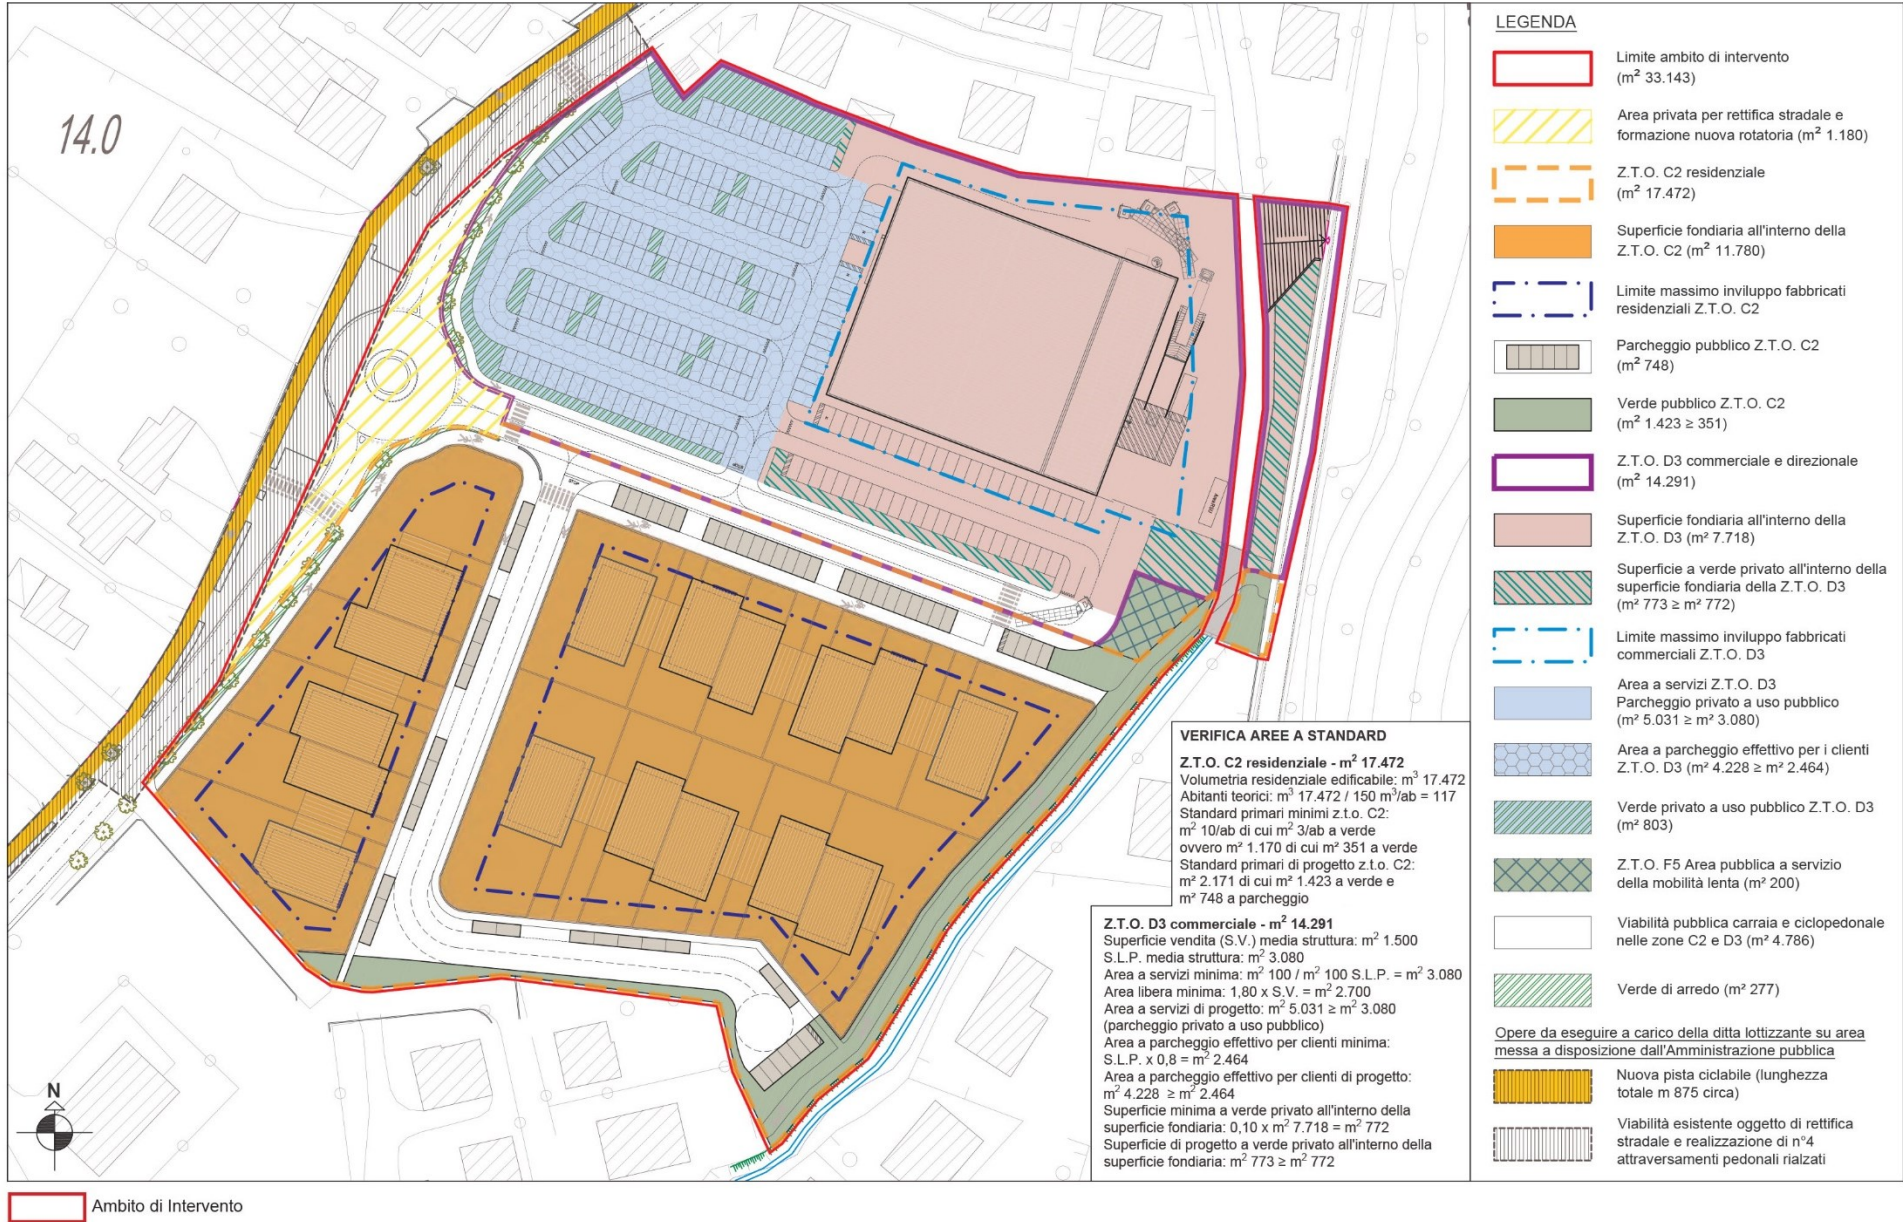 14.0
N
STOP
LEGENDA
Limite ambito di intervento
(m² 33.143)
Area privata per rettifica stradale e
formazione nuova rotatoria (m² 1.180)
Z.T.O. C2 residenziale
(m² 17.472)
Superficie fondiaria all'interno della
Z.T.O. C2 (m² 11.780)
Limite massimo inviluppo fabbricati
residenziali Z.T.O. C2
Parcheggio pubblico Z.T.O. C2
(m² 748)
Verde pubblico Z.T.O. C2
(m² 1.423 ≥ 351)
Z.T.O. D3 commerciale e direzionale
(m² 14.291)
Superficie fondiaria all'interno della
Z.T.O. D3 (m² 7.718)
Superficie a verde privato all'interno della
superficie fondiaria della Z.T.O. D3
(m² 773 ≥ m² 772)
Limite massimo inviluppo fabbricati
commerciali Z.T.O. D3
Area a servizi Z.T.O. D3
Parcheggio privato a uso pubblico
(m² 5.031 ≥ m² 3.080)
Area a parcheggio effettivo per i clienti
Z.T.O. D3 (m² 4.228 ≥ m² 2.464)
Verde privato a uso pubblico Z.T.O. D3
(m² 803)
Z.T.O. F5 Area pubblica a servizio
della mobilità lenta (m² 200)
Viabilità pubblica carraia e ciclopedonale
nelle zone C2 e D3 (m² 4.786)
Verde di arredo (m² 277)
Opere da eseguire a carico della ditta lottizzante su area
messa a disposizione dall'Amministrazione pubblica
Nuova pista ciclabile (lunghezza
totale m 875 circa)
Viabilità esistente oggetto di rettifica
stradale e realizzazione di n°4
attraversamenti pedonali rialzati
VERIFICA AREE A STANDARD
Z.T.O. C2 residenziale - m² 17.472
Volumetria residenziale edificabile: m³ 17.472
Abitanti teorici: m³ 17.472 / 150 m³/ab = 117
Standard primari minimi z.t.o. C2:
m² 10/ab di cui m² 3/ab a verde
ovvero m² 1.170 di cui m² 351 a verde
Standard primari di progetto z.t.o. C2:
m² 2.171 di cui m² 1.423 a verde e
m² 748 a parcheggio
Z.T.O. D3 commerciale - m² 14.291
Superficie vendita (S.V.) media struttura: m² 1.500
S.L.P. media struttura: m² 3.080
Area a servizi minima: m² 100 / m² 100 S.L.P. = m² 3.080
Area libera minima: 1,80 x S.V. = m² 2.700
Area a servizi di progetto: m² 5.031 ≥ m² 3.080
(parcheggio privato a uso pubblico)
Area a parcheggio effettivo per clienti minima:
S.L.P. x 0,8 = m² 2.464
Area a parcheggio effettivo per clienti di progetto:
m² 4.228 ≥ m² 2.464
Superficie minima a verde privato all'interno della
superficie fondiaria: 0,10 x m² 7.718 = m² 772
Superficie di progetto a verde privato all'interno della
superficie fondiaria: m² 773 ≥ m² 772
Ambito di Intervento